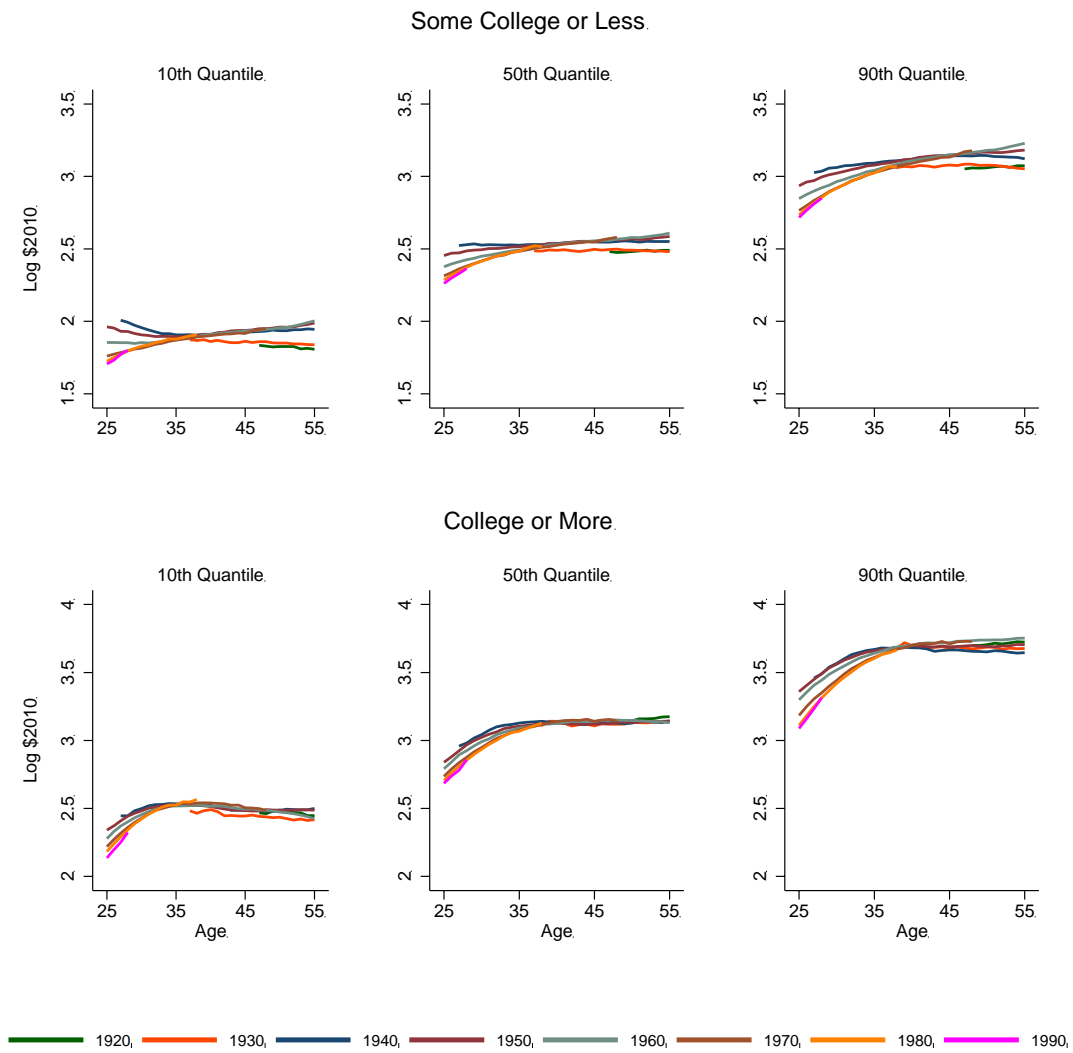 Some College or Less
10th Quantile
50th Quantile
90th Quantile
3.5
3
2.5
2
1.5
Log $2010
25 35 45 55
3.5
3
2.5
2
1.5
25 35 45 55
3.5
3
2.5
2
1.5
25 35 45 55
College or More
10th Quantile
50th Quantile
90th Quantile
4
3.5
3
2.5
2
Log $2010
25 35 45 55
Age
4
3.5
3
2.5
2
25 35 45 55
Age
4
3.5
3
2.5
2
25 35 45 55
Age
1920 1930 1940 1950 1960 1970 1980 1990